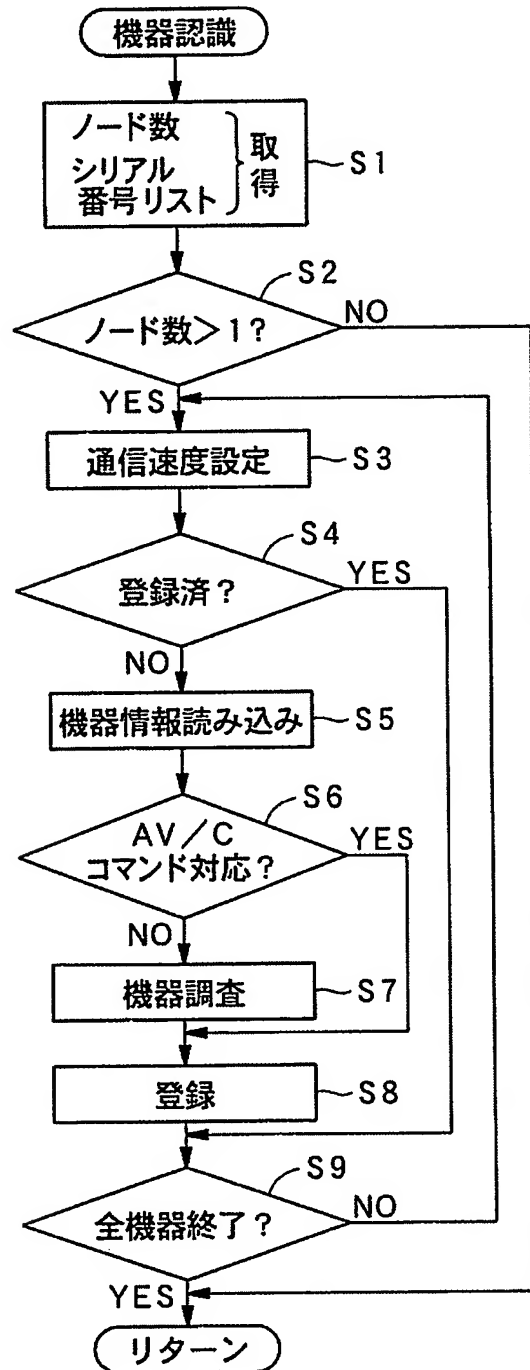 機器認識
ノード数
シリアル
番号リスト
取得
S1
S2
ノード数>1?
NO
YES
通信速度設定
S3
S4
登録済?
YES
NO
機器情報読み込み
S5
S6
AV/C
コマンド対応?
YES
NO
機器調査
S7
登録
S8
S9
全機器終了?
NO
YES
リターン